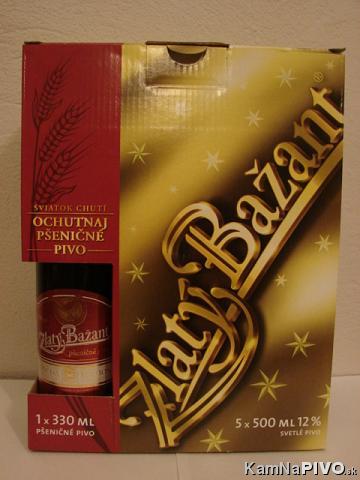 SVIATOK CHUTÍ
OCHUTNAJ
PŠENIČNÉ
PIVO
Zlatý Bažant
pšeničné
1 x 330 ML
PŠENIČNÉ PIVO
Zlatý Bažant
®
5 x 500 ML 12%
SVETLÉ PIVO
KamNaPIVO.sk